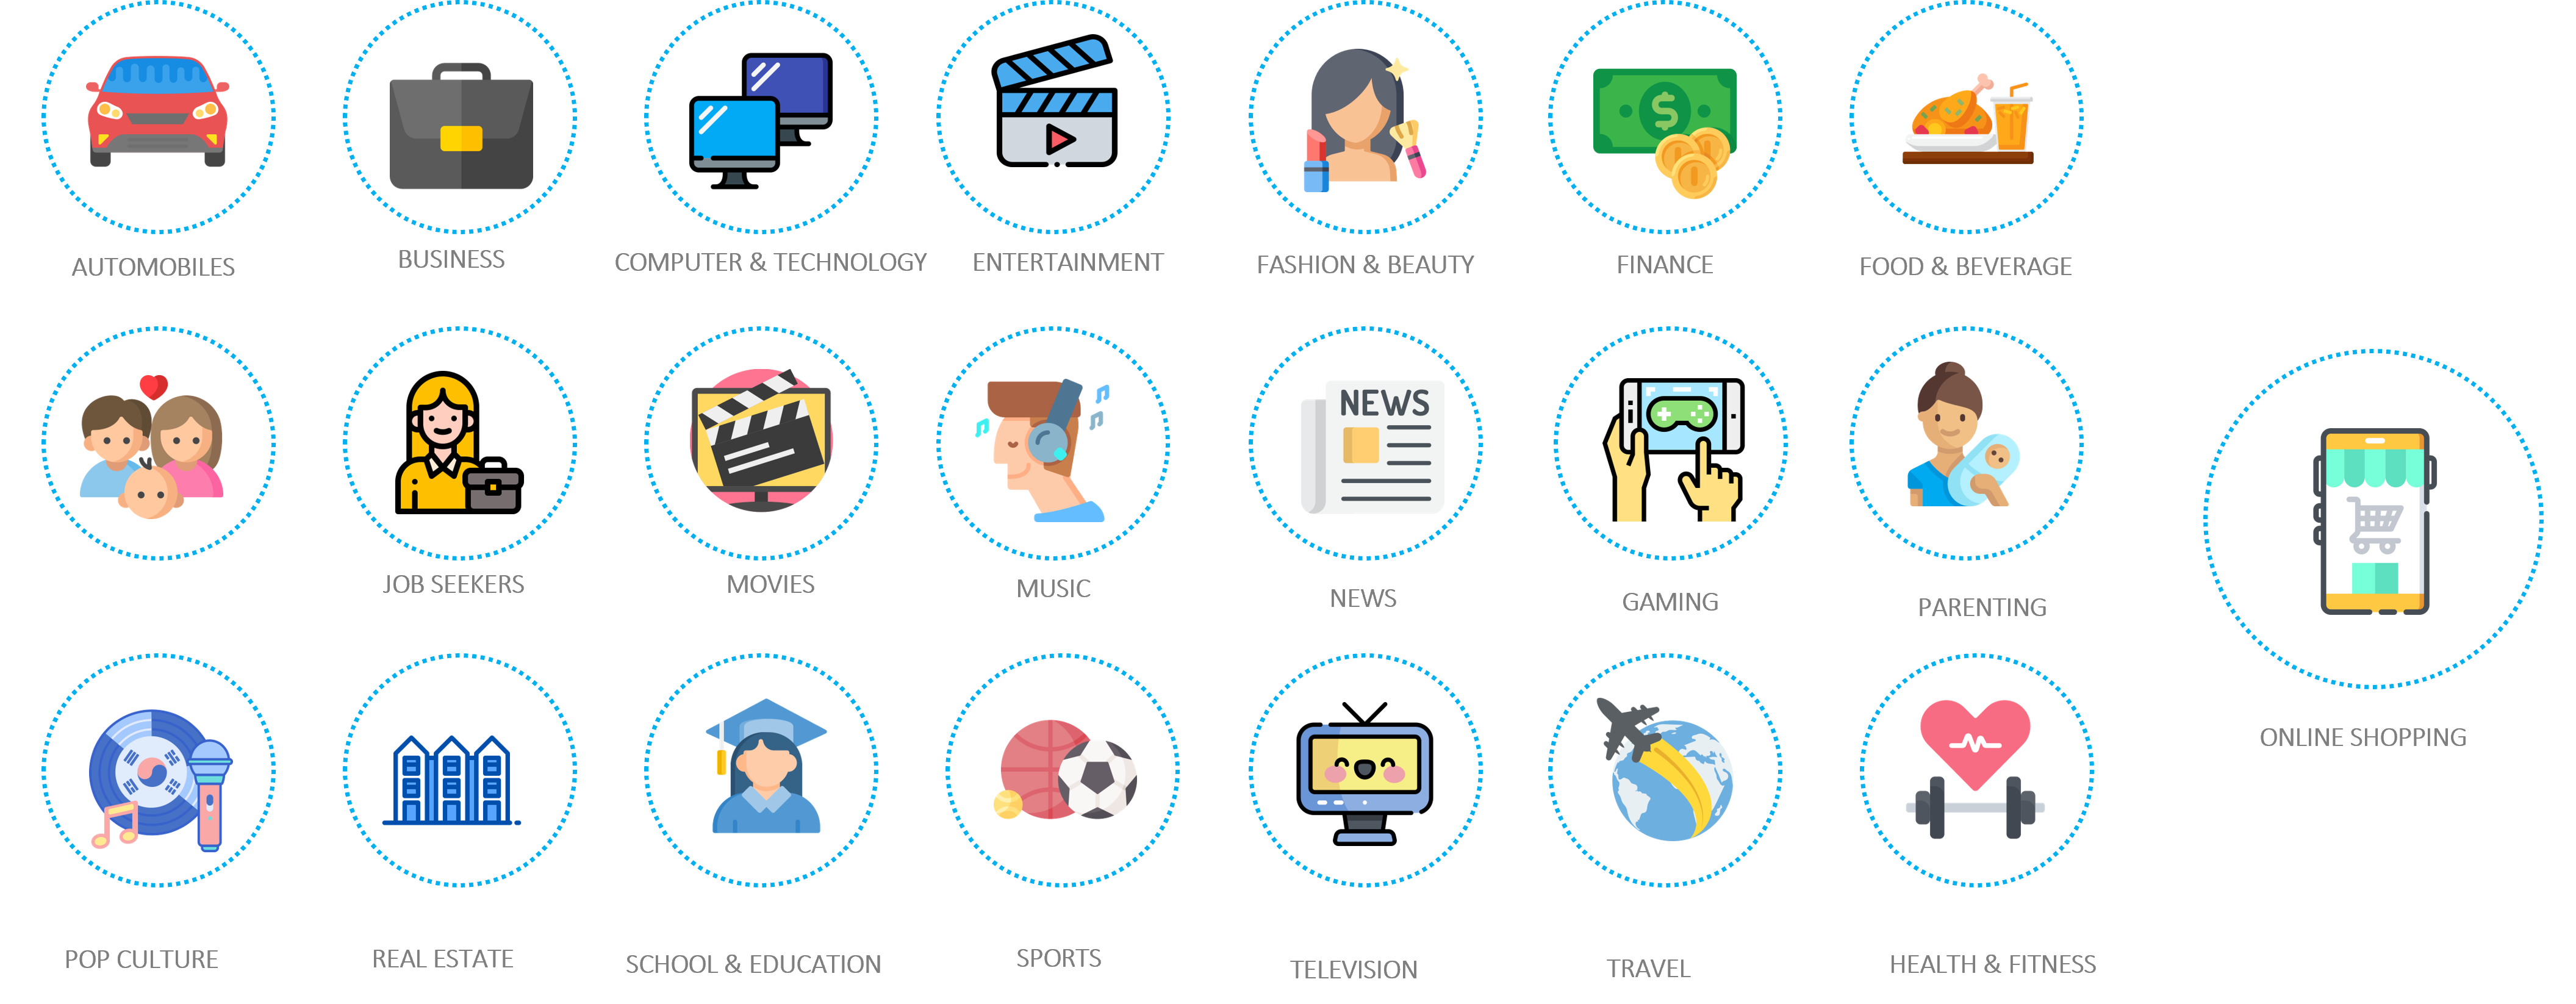 AUTOMOBILES
BUSINESS
COMPUTER & TECHNOLOGY
ENTERTAINMENT
FASHION & BEAUTY
FINANCE
FOOD & BEVERAGE
NEWS
JOB SEEKERS
MOVIES
MUSIC
NEWS
GAMING
PARENTING
ONLINE SHOPPING
POP CULTURE
REAL ESTATE
SCHOOL & EDUCATION
SPORTS
TELEVISION
TRAVEL
HEALTH & FITNESS